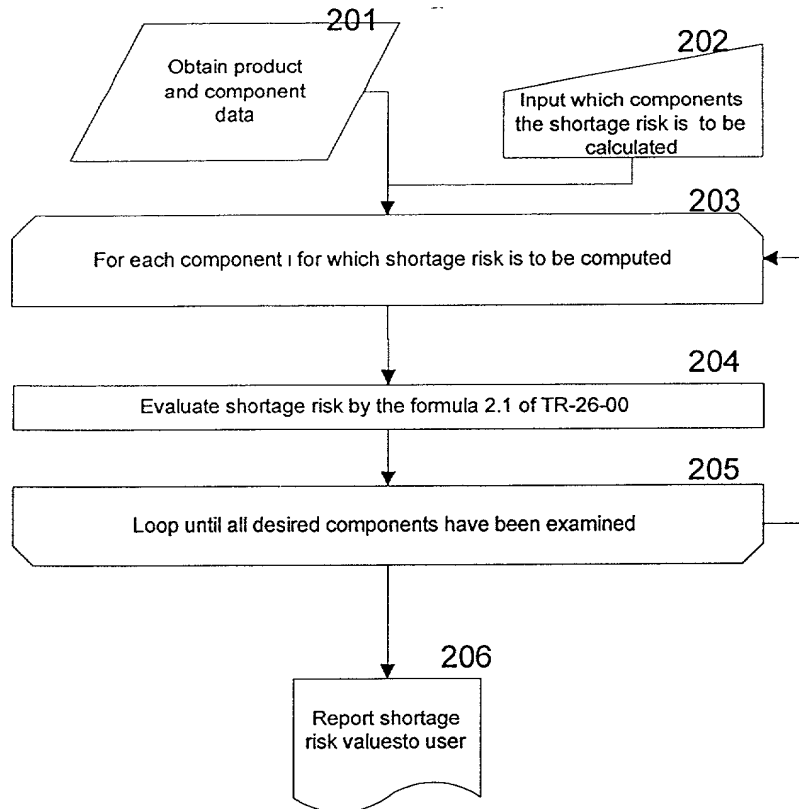 201
Obtain product
and component
data
202
Input which components
the shortage risk is to be
calculated
203
For each component i for which shortage risk is to be computed
204
Evaluate shortage risk by the formula 2.1 of TR-26-00
205
Loop until all desired components have been examined
206
Report shortage
risk valuesto user